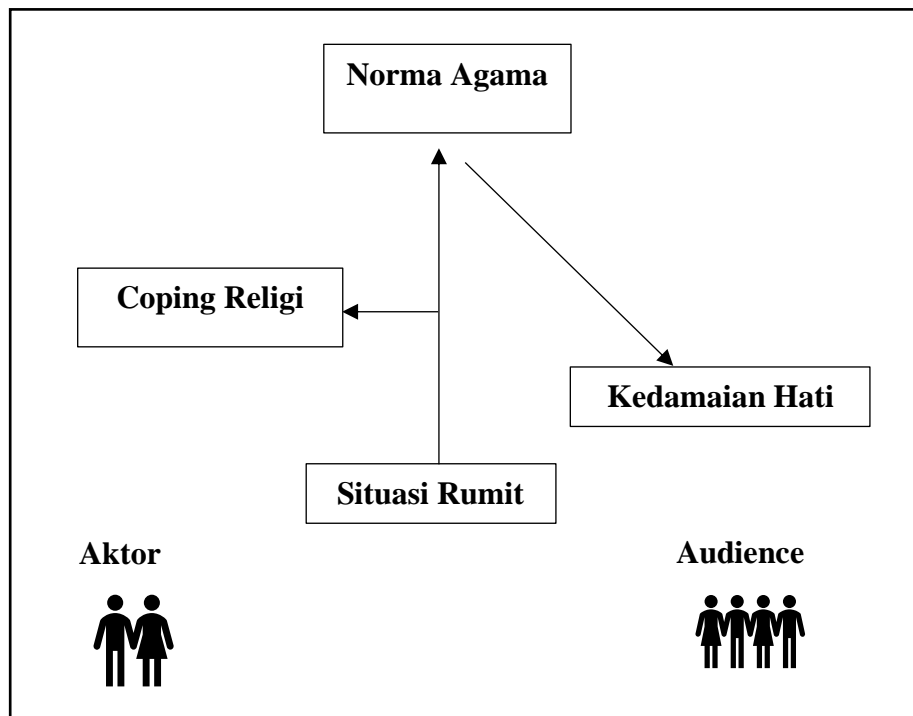 Norma Agama
Coping Religi
Kedamaian Hati
Situasi Rumit
Aktor
Audience